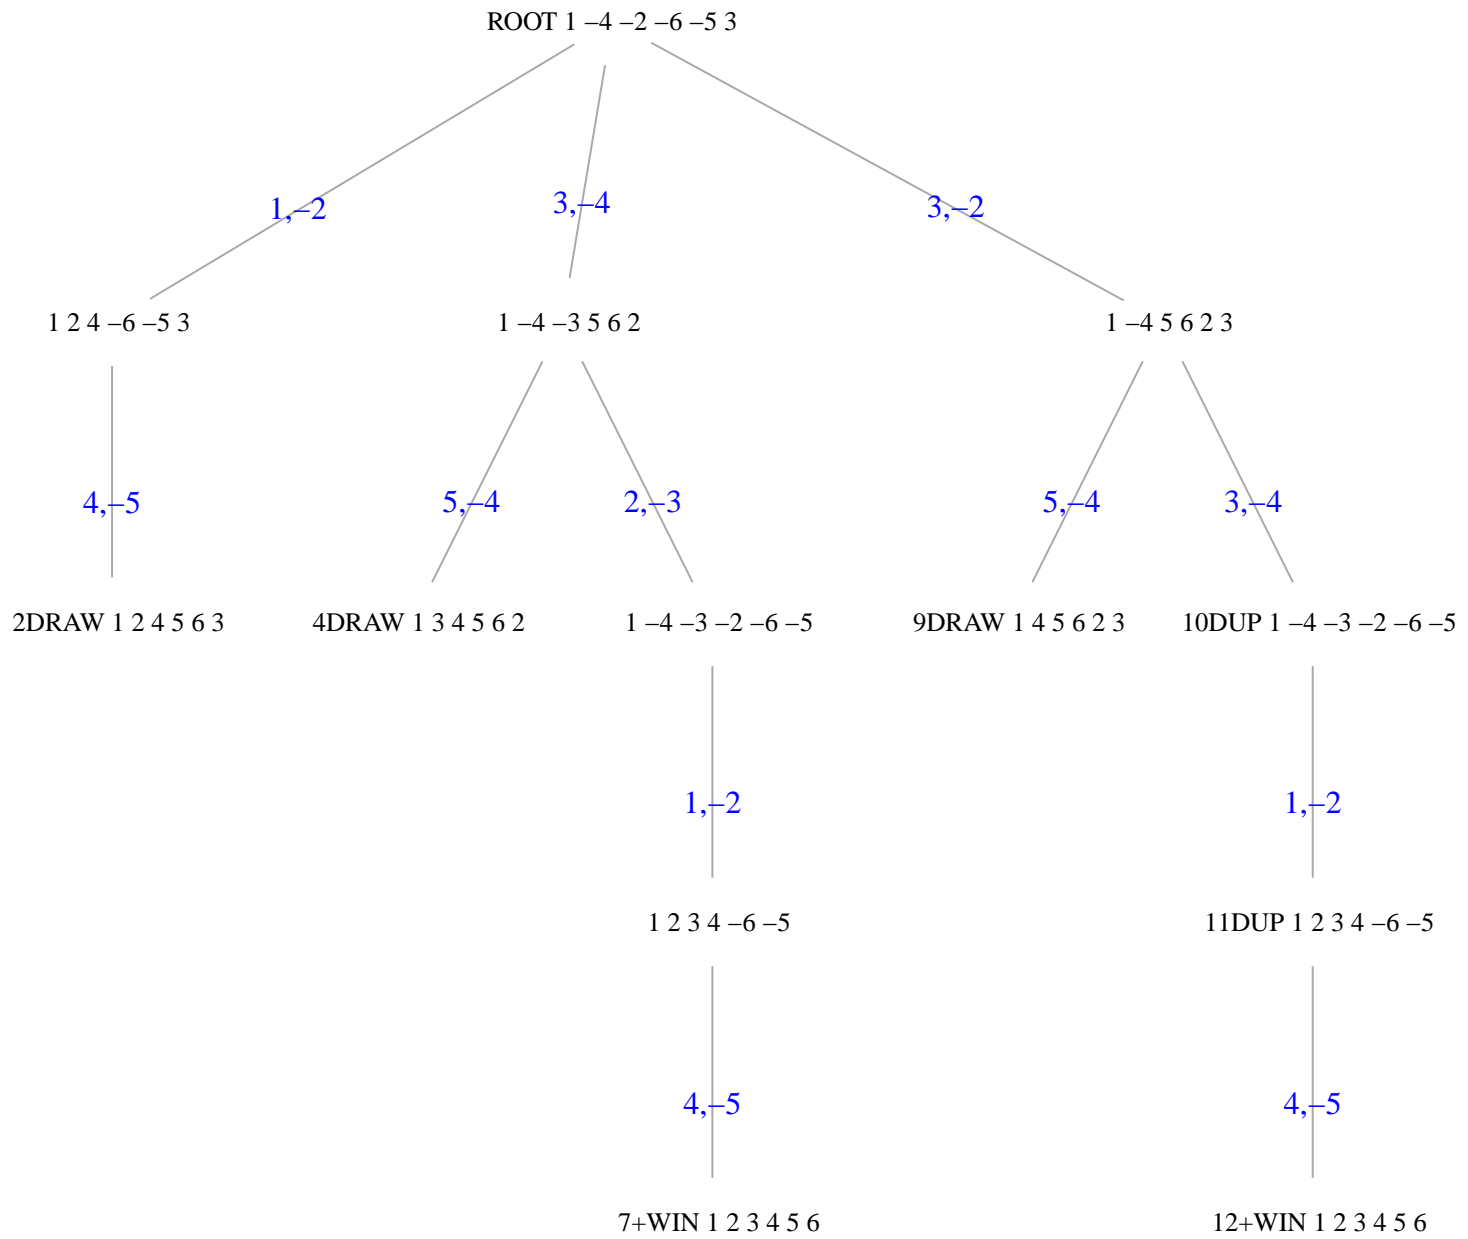 ROOT 1 –4 –2 –6 –5 3
1,–2
3,–4
3,–2
1 2 4 –6 –5 3
1 –4 –3 5 6 2
1 –4 5 6 2 3
4,–5
5,–4
2,–3
5,–4
3,–4
2DRAW 1 2 4 5 6 3
4DRAW 1 3 4 5 6 2
1 –4 –3 –2 –6 –5
9DRAW 1 4 5 6 2 3
10DUP 1 –4 –3 –2 –6 –5
1,–2
1,–2
1 2 3 4 –6 –5
11DUP 1 2 3 4 –6 –5
4,–5
4,–5
7+WIN 1 2 3 4 5 6
12+WIN 1 2 3 4 5 6